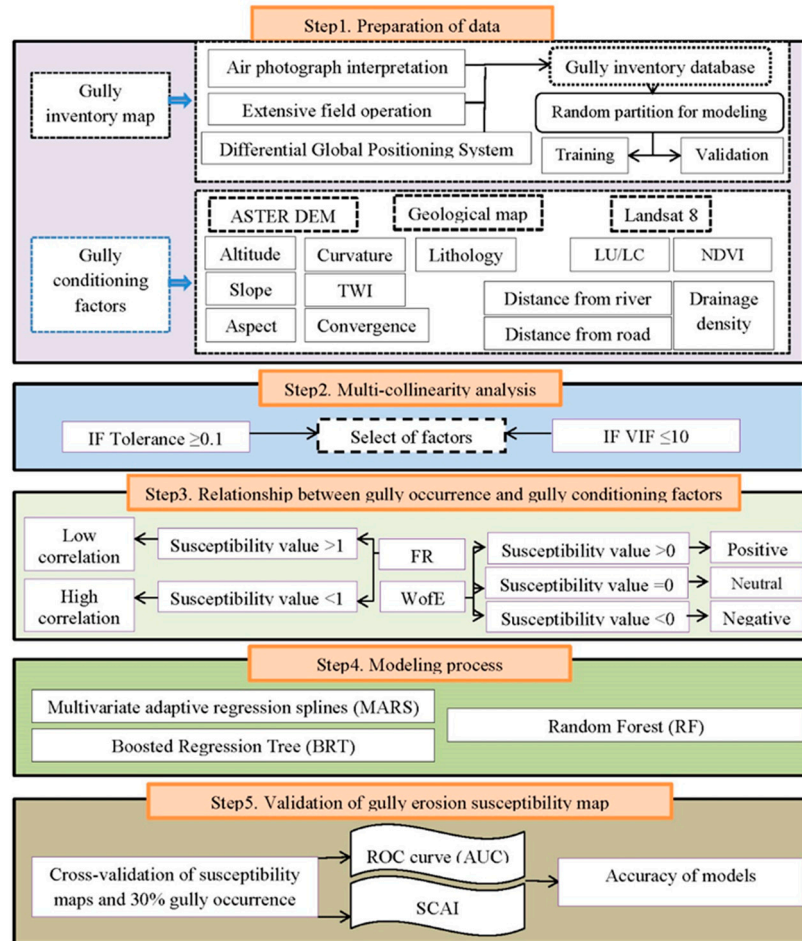 Step1. Preparation of data
Gully
inventory map
Air photograph interpretation
Extensive field operation
Differential Global Positioning System
Gully inventory database
Random partition for modeling
Training
Validation
Gully
conditioning
factors
ASTER DEM
Geological map
Landsat 8
Altitude
Curvature
Lithology
LU/LC
NDVI
Slope
TWI
Distance from river
Drainage
density
Aspect
Convergence
Distance from road
Step2. Multi-collinearity analysis
IF Tolerance ≥0.1
Select of factors
IF VIF ≤10
Step3. Relationship between gully occurrence and gully conditioning factors
Low
correlation
Susceptibility value >1
FR
Susceptibility value >0
Positive
High
correlation
Susceptibility value <1
WofE
Susceptibility value =0
Neutral
Susceptibility value <0
Negative
Step4. Modeling process
Multivariate adaptive regression splines (MARS)
Boosted Regression Tree (BRT)
Random Forest (RF)
Step5. Validation of gully erosion susceptibility map
Cross-validation of susceptibility
maps and 30% gully occurrence
ROC curve (AUC)
SCAI
Accuracy of models